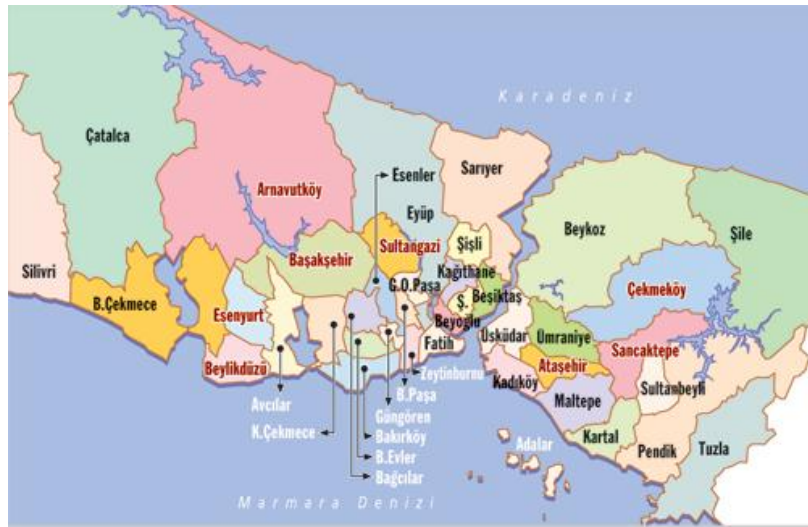 Karadeniz
Çatalca
Esenler
Sarıyer
Arnavutköy
Eyüp
Beykoz
Şile
Sultangazi
Şişli
Silivri
Başakşehir
Kağıthane
B.Çekmece
G.O.Paşa
Çekmeköy
Esenyurt
Ş.
Beşiktaş
Beyoğlu
Üsküdar
Ümraniye
Fatih
Sancaktepe
Beylikdüzü
Zeytinburnu
Ataşehir
Kadıköy
Sultanbeyli
Avcılar
B.Paşa
Maltepe
Güngören
K.Çekmece
Bakırköy
Kartal
Adalar
Pendik
Tuzla
B.Evler
Bağcılar
Marmara Denizi